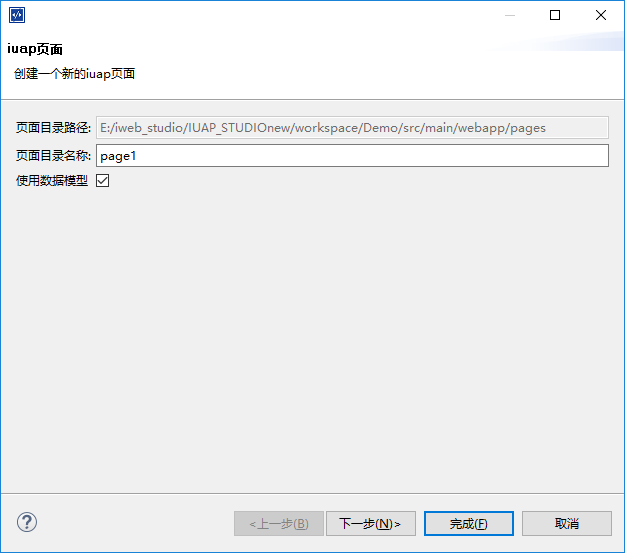 iuap页面
创建一个新的iuap页面
页面目录路径: E:/iweb_studio/IUAP_STUDIOnew/workspace/Demo/src/main/webapp/pages
页面目录名称: page1
使用数据模型
<上一步(B) 下一步(N)> 完成(F) 取消